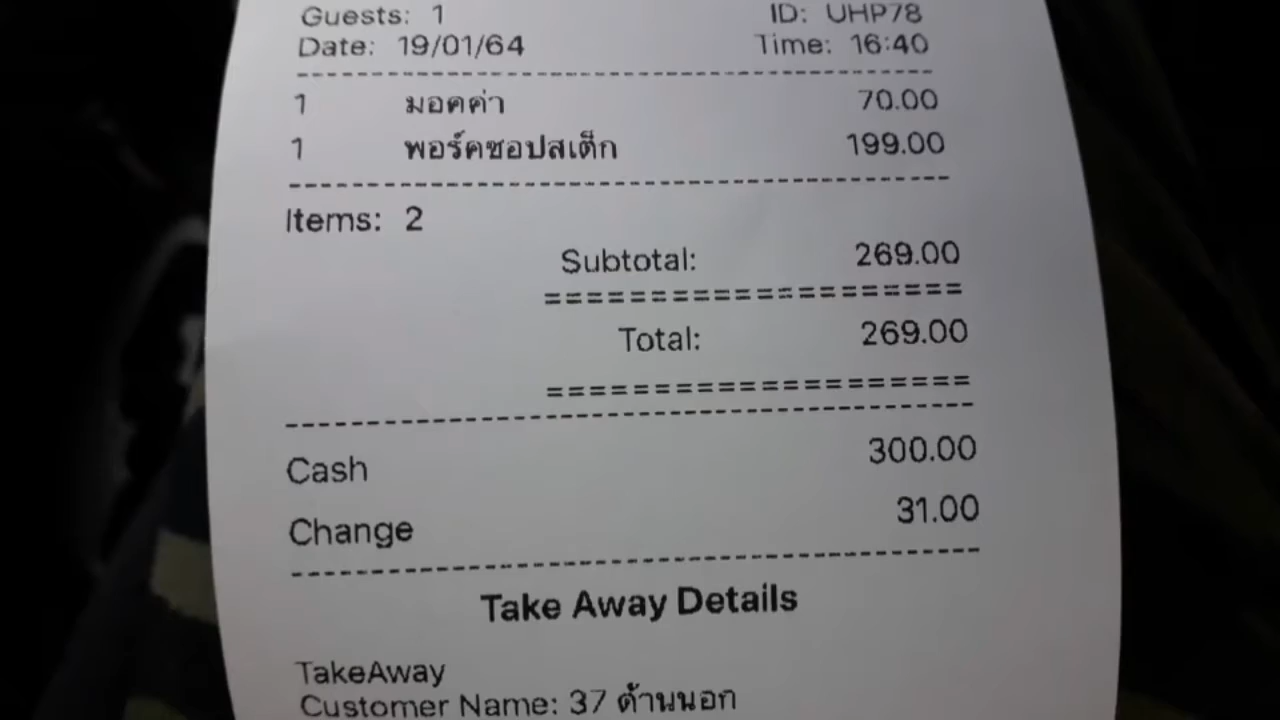 Guests: 1 ID: UHP78
Date: 19/01/64 Time: 16:40
1 มอคค่า 70.00
1 พอร์คชอปสเต็ก 199.00
Items: 2
Subtotal: 269.00
====================
Total: 269.00
====================
Cash 300.00
Change 31.00
Take Away Details
TakeAway
Customer Name: 37 ด้านนอก